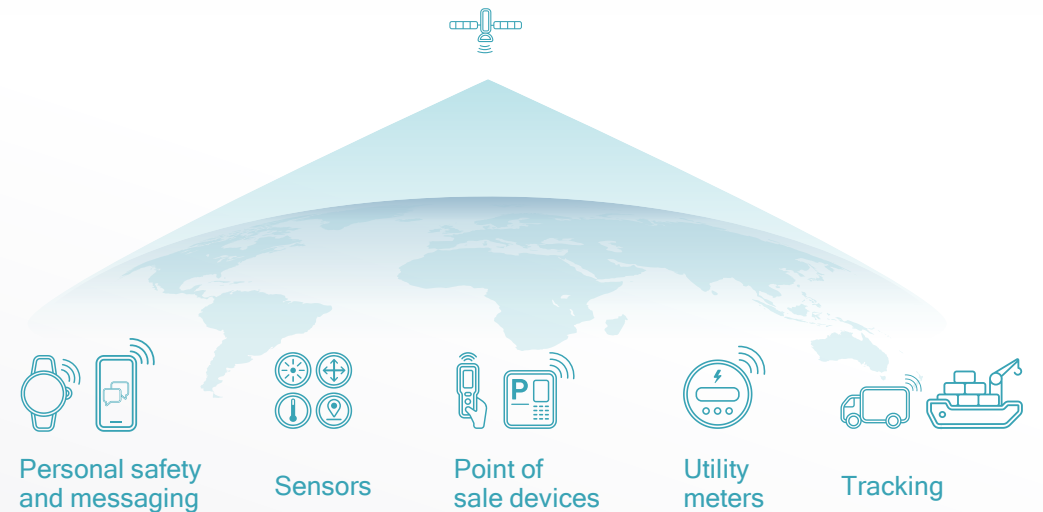 P
Personal safety
and messaging
Sensors
Point of
sale devices
Utility
meters
Tracking